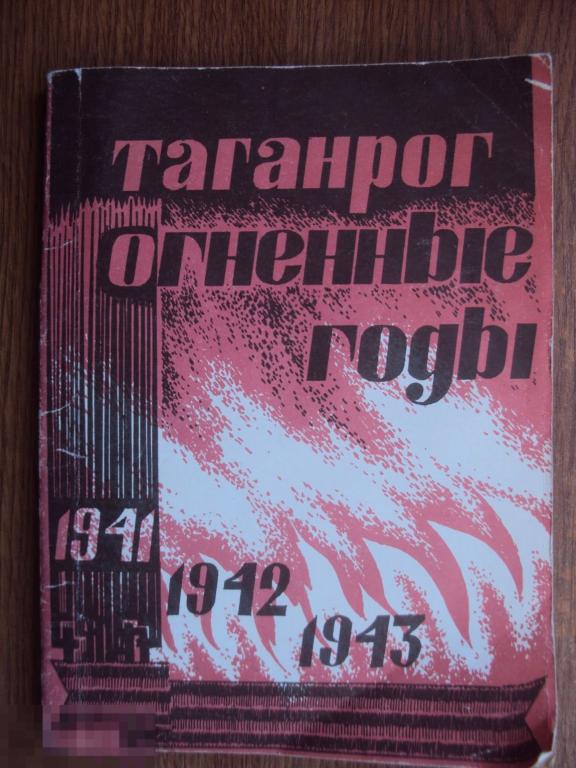 таганрог
огненные
годы
1941
1942
1943